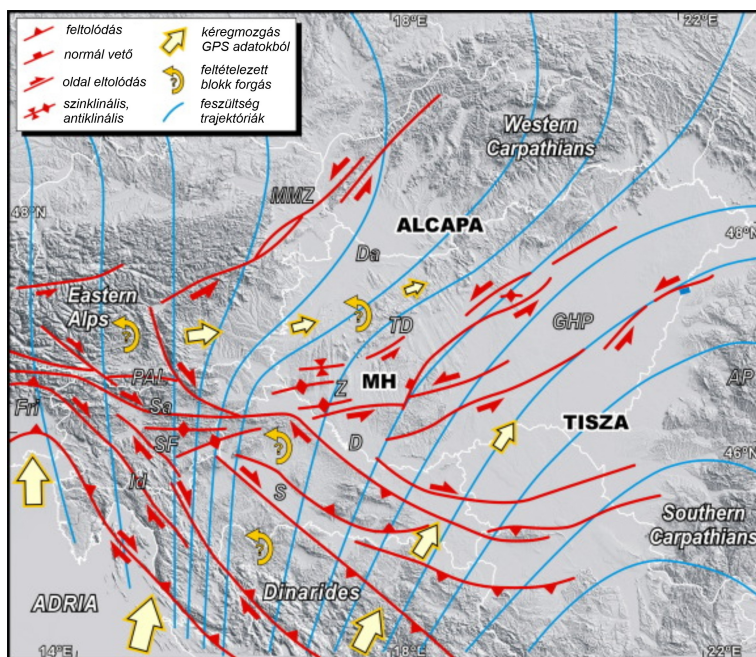 18°E
22°E
feltolódás
normál vető
oldal eltolódás
szinklinális,
antiklinális
kéregmozgás
GPS adatokból
?
feltételezett
blokk forgás
feszültség
trajektóriák
Western
Carpathians
MMZ
48°N
ALCAPA
48°N
Da
Eastern
Alps
?
?
TD
GHP
PAL
Z
MH
AP
Fri
Sa
TISZA
SF
?
D
46°N
Id
S
Southern
Carpathians
?
ADRIA
Dinarides
14°E
18°E
22°E